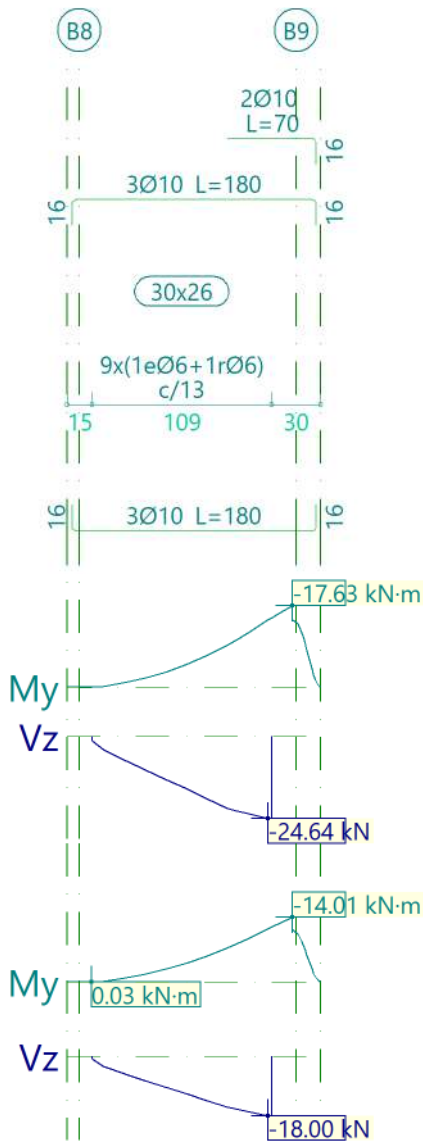 B8 B9
2Ø10
L=70
16
3Ø10 L=180
16 16
30x26
9x(1eØ6+1rØ6)
c/13
15 109 30
16 3Ø10 L=180 16
-17.63 kN·m
My
Vz
-24.64 kN
-14.01 kN·m
My 0.03 kN·m
Vz
-18.00 kN